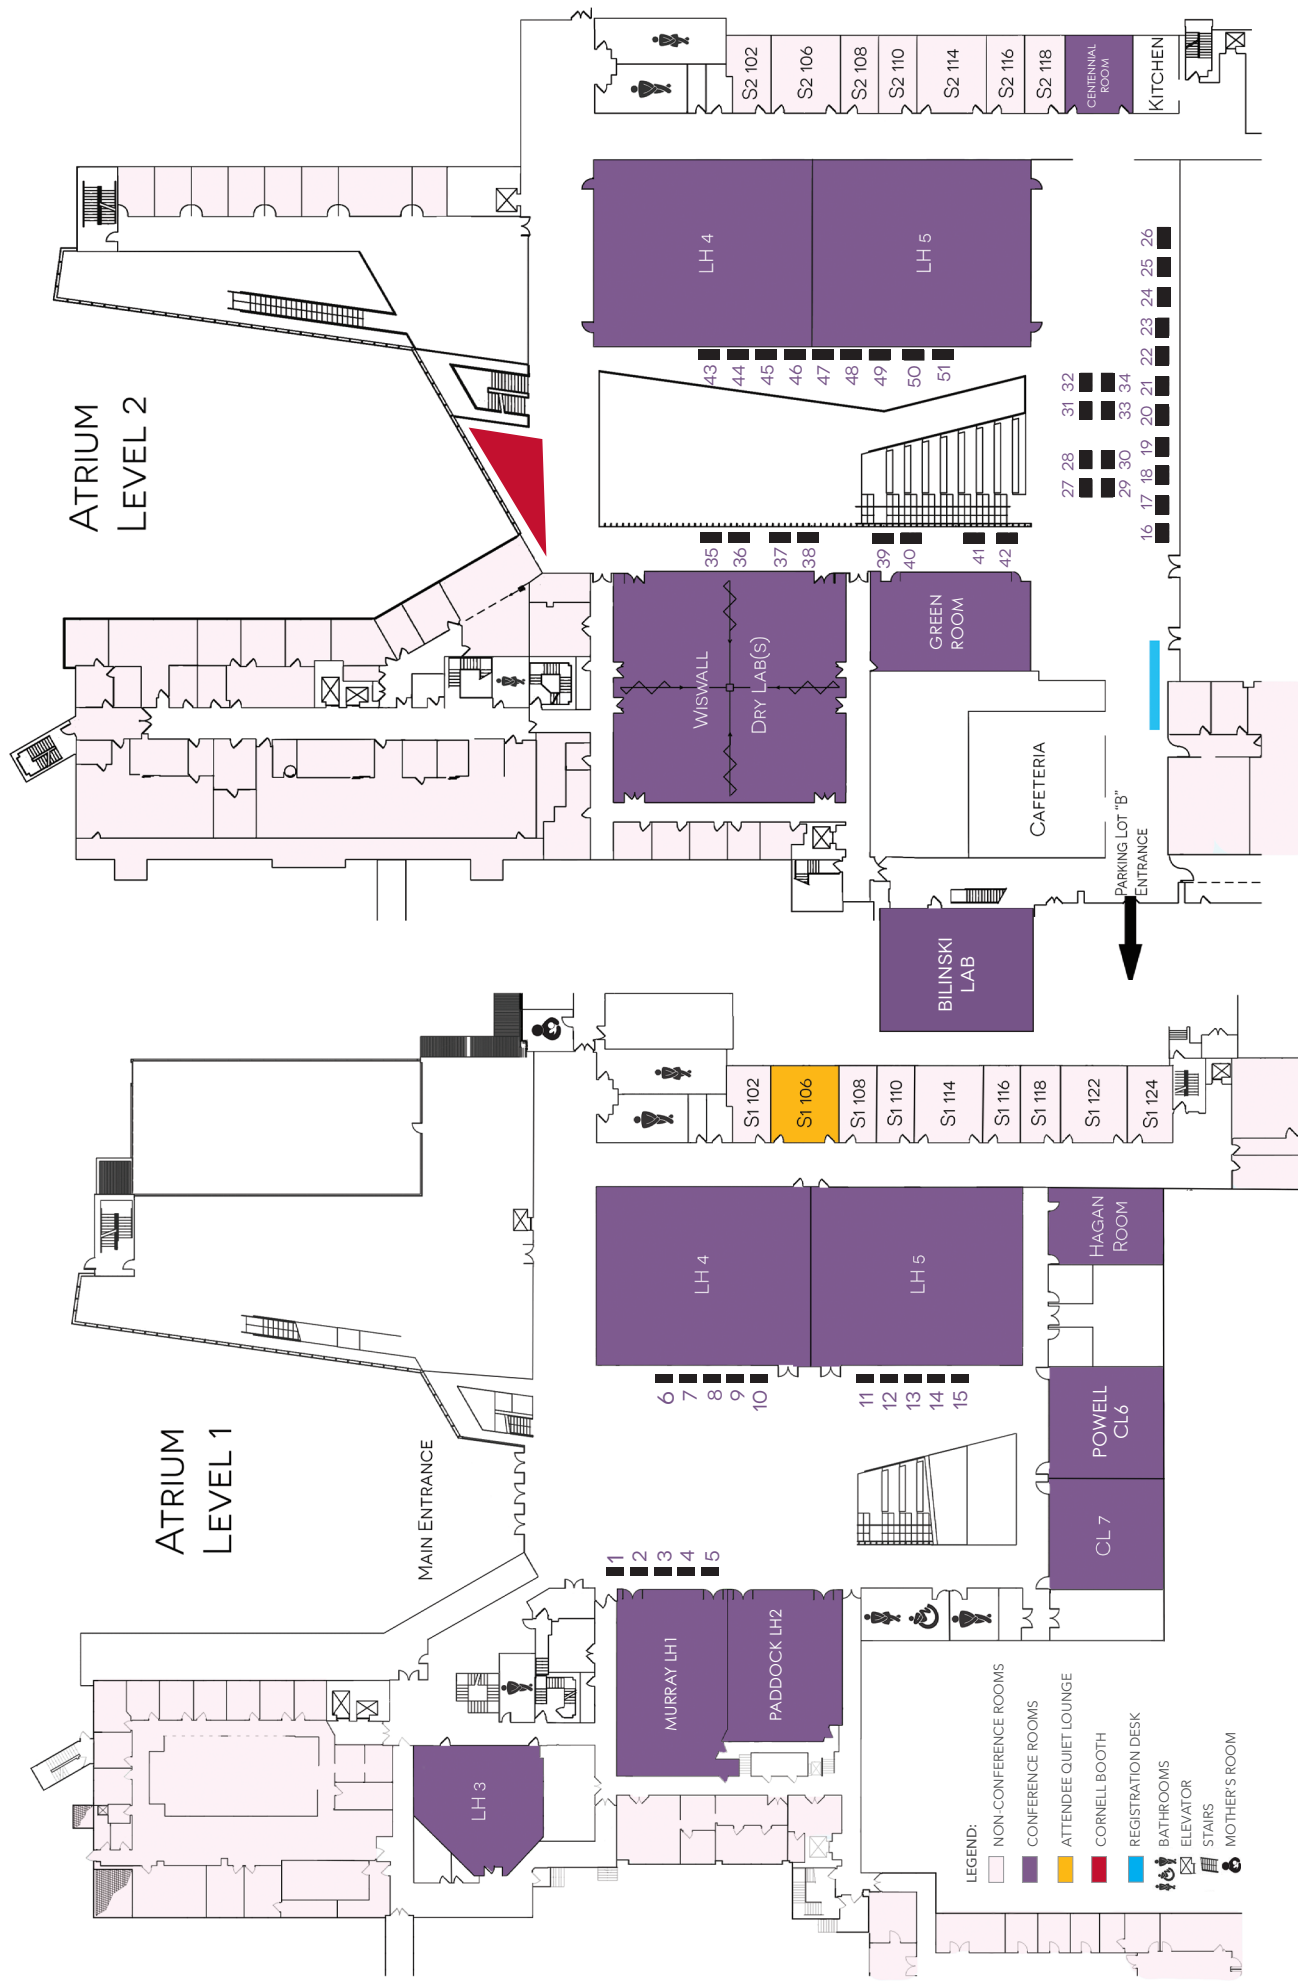 ATRIUM
LEVEL 1
MAIN ENTRANCE
LH 3
MURRAY LH1
PADDOCK LH2
1
2
3
4
5
6
7
8
9
10
11
12
13
14
15
LH 4
LH 5
S1 102
S1 106
S1 108
S1 110
S1 114
S1 116
S1 118
S1 122
S1 124
HAGAN
ROOM
POWELL
CL6
CL 7
LEGEND:
NON-CONFERENCE ROOMS
CONFERENCE ROOMS
ATTENDEE QUIET LOUNGE
CORNELL BOOTH
REGISTRATION DESK
BATHROOMS
ELEVATOR
STAIRS
MOTHER'S ROOM
ATRIUM
LEVEL 2
WISWALL
DRY LAB(S)
GREEN
ROOM
CAFETERIA
BILINSKI
LAB
PARKING LOT "B"
ENTRANCE
35
36
37
38
39
40
41
42
43
44
45
46
47
48
49
50
51
LH 4
LH 5
S2 102
S2 106
S2 108
S2 110
S2 114
S2 116
S2 118
CENTENNIAL
ROOM
KITCHEN
27 28 31 32
29 30 33 34
16 17 18 19 20 21 22 23 24 25 26